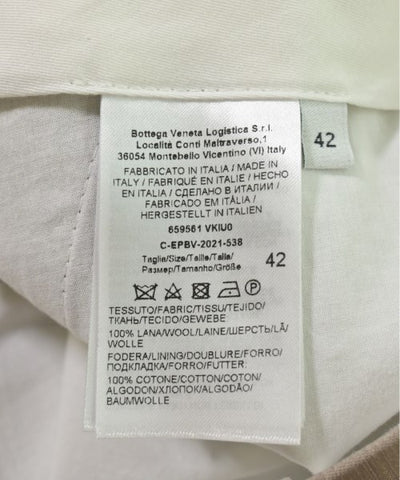 Bottega Veneta Logistica S.r.l.
Località Conti Maltraverso,1
36054 Montebello Vicentino (VI) Italy
42
FABBRICATO IN ITALIA / MADE IN
ITALY / FABRIQUÉ EN ITALIE / HECHO
EN ITALIA / СДЕЛАНО В ИТАЛИИ /
FABRICADO EM ITÁLIA /
HERGESTELLT IN ITALIEN
659561 VKIU0
C-EPBV-2021-538
Taglia/Size/Taille/Talla/
Размер/Tamanho/Größe
42
P
TESSUTO/FABRIC/TISSU/TEJIDO/
ТКАНЬ/TECIDO/GEWEBE
100% LANA/WOOL/LAINE/ШЕРСТЬ/LÃ/
WOLLE
FODERA/LINING/DOUBLURE/FORRO/
ПОДКЛАДКА/FORRO/FUTTER
100% COTONE/COTTON/COTON/
ALGODÓN/ХЛОПОК/ALGODÃO/
BAUMWOLLE